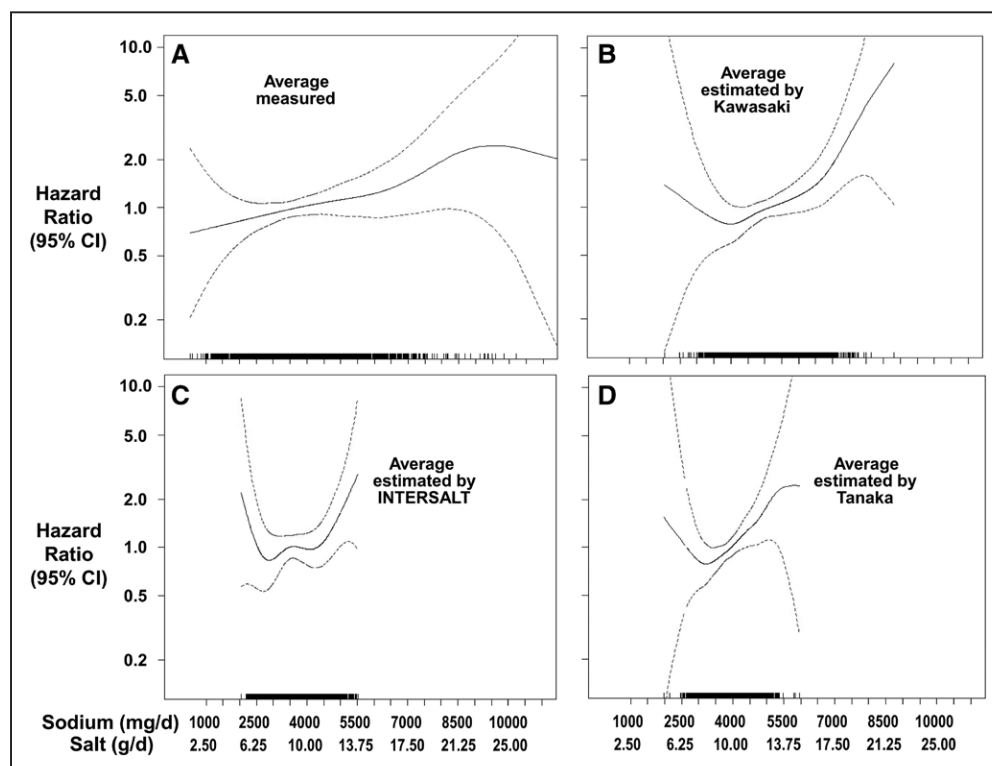 A
Average
measured
B
Average
estimated by
Kawasaki
10.0
5.0
2.0
1.0
0.5
0.2
Hazard
Ratio
(95% CI)
C
Average
estimated by
INTERSALT
D
Average
estimated by
Tanaka
10.0
5.0
2.0
1.0
0.5
0.2
Hazard
Ratio
(95% CI)
Sodium (mg/d) 1000 2500 4000 5500 7000 8500 10000 1000 2500 4000 5500 7000 8500 10000
Salt (g/d) 2.50 6.25 10.00 13.75 17.50 21.25 25.00 2.50 6.25 10.00 13.75 17.50 21.25 25.00